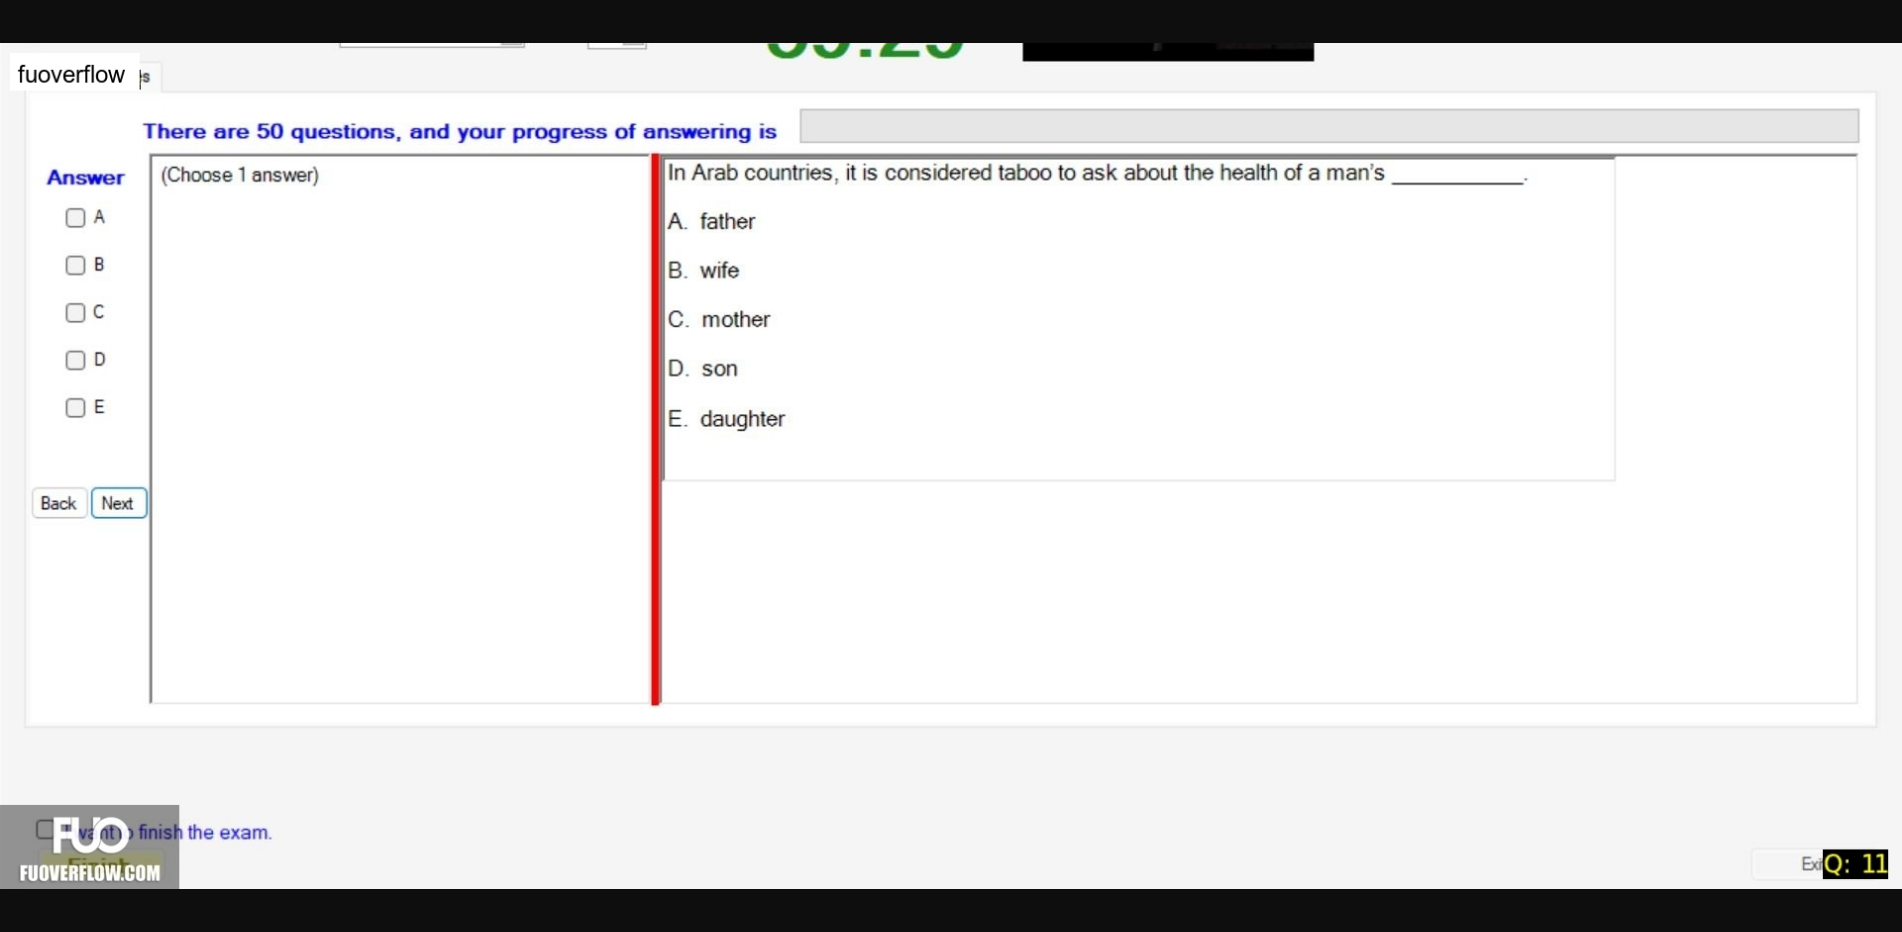 fuoverflow
s
There are 50 questions, and your progress of answering is
Answer
(Choose 1 answer)
A
B
C
D
E
Back Next
In Arab countries, it is considered taboo to ask about the health of a man's ___________.
A. father
B. wife
C. mother
D. son
E. daughter
want to finish the exam.
FUO
FUOVERFLOW.COM
Q: 11